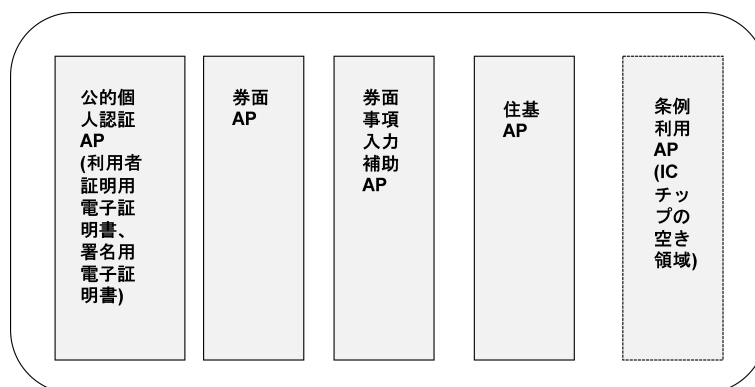 公的個
人認証
AP
(利用者
証明用
電子証
明書、
署名用
電子証
明書)
券面
AP
券面
事項
入力
補助
AP
住基
AP
条例
利用
AP
(IC
チッ
プの
空き
領域)